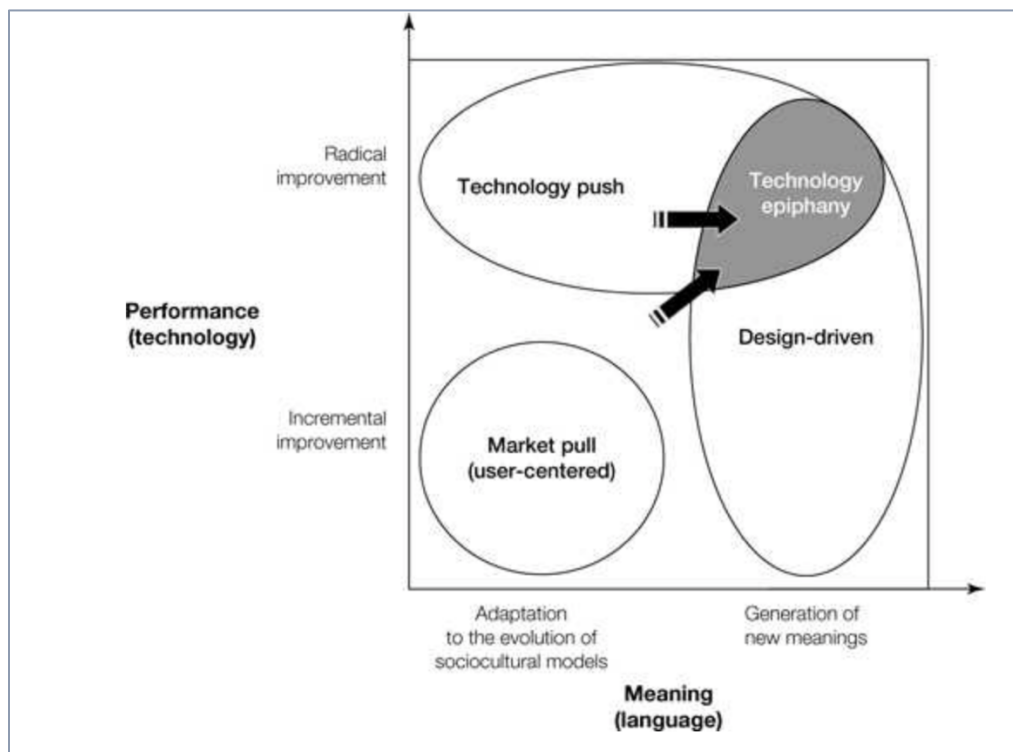 Radical
improvement
Technology push
Technology
epiphany
Performance
(technology)
Design-driven
Incremental
improvement
Market pull
(user-centered)
Adaptation
to the evolution of
sociocultural models
Generation of
new meanings
Meaning
(language)